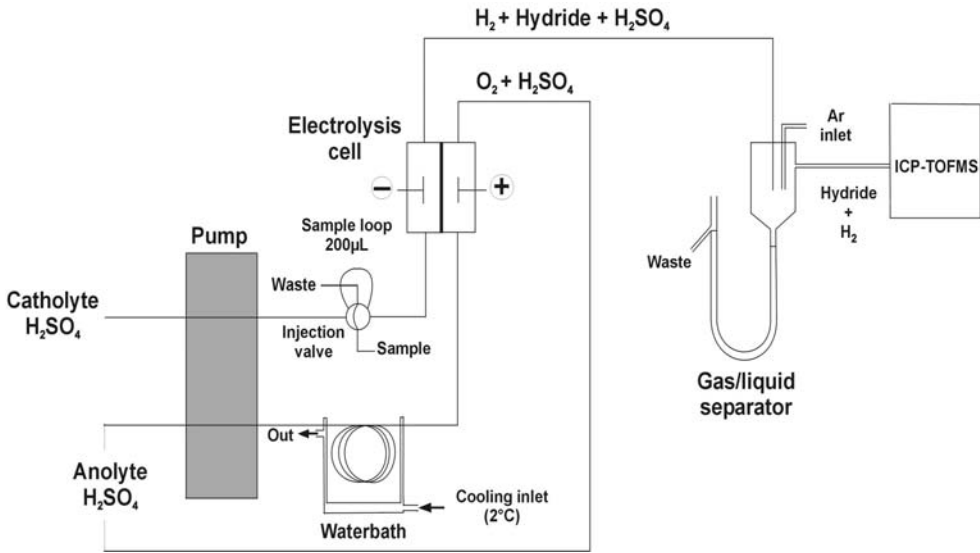 H₂ + Hydride + H₂SO₄
O₂ + H₂SO₄
Electrolysis
cell
−
+
Ar
inlet
ICP-TOFMS
Hydride
+
H₂
Sample loop
200µL
Pump
Waste
Waste
Catholyte
H₂SO₄
Injection
valve
Sample
Gas/liquid
separator
Out
Anolyte
H₂SO₄
Cooling inlet
(2°C)
Waterbath